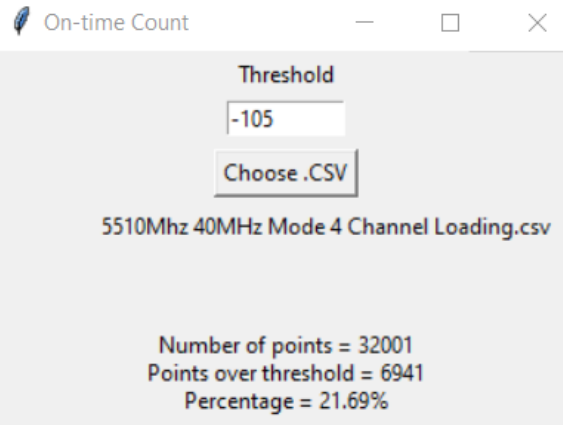 On-time Count
Threshold
-105
Choose .CSV
5510Mhz 40MHz Mode 4 Channel Loading.csv
Number of points = 32001
Points over threshold = 6941
Percentage = 21.69%